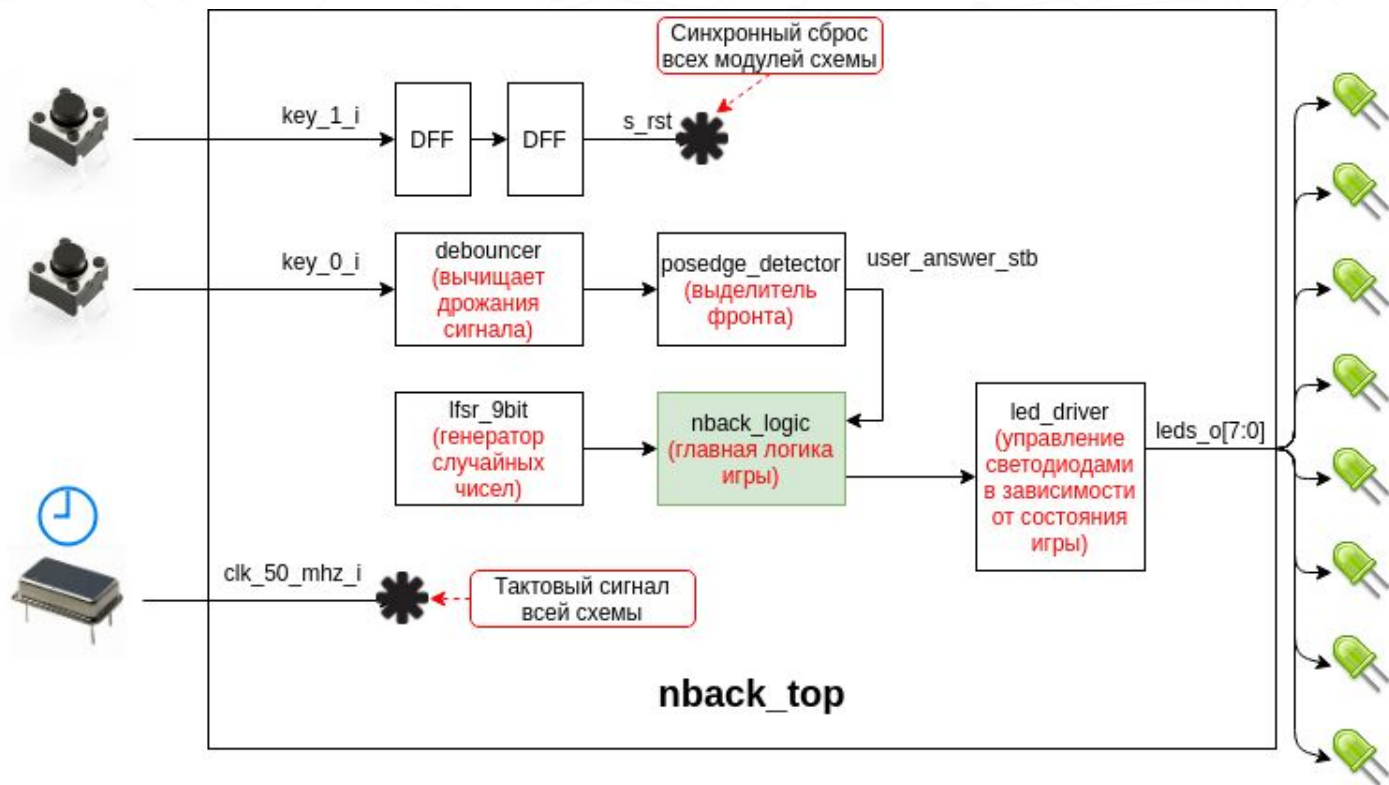 Синхронный сброс
всех модулей схемы
key_1_i
DFF
DFF
s_rst
key_0_i
debouncer
(вычищает
дрожания
сигнала)
posedge_detector
(выделитель
фронта)
user_answer_stb
lfsr_9bit
(генератор
случайных
чисел)
nback_logic
(главная логика
игры)
led_driver
(управление
светодиодами
в зависимости
от состояния
игры)
leds_o[7:0]
clk_50_mhz_i
Тактовый сигнал
всей схемы
nback_top